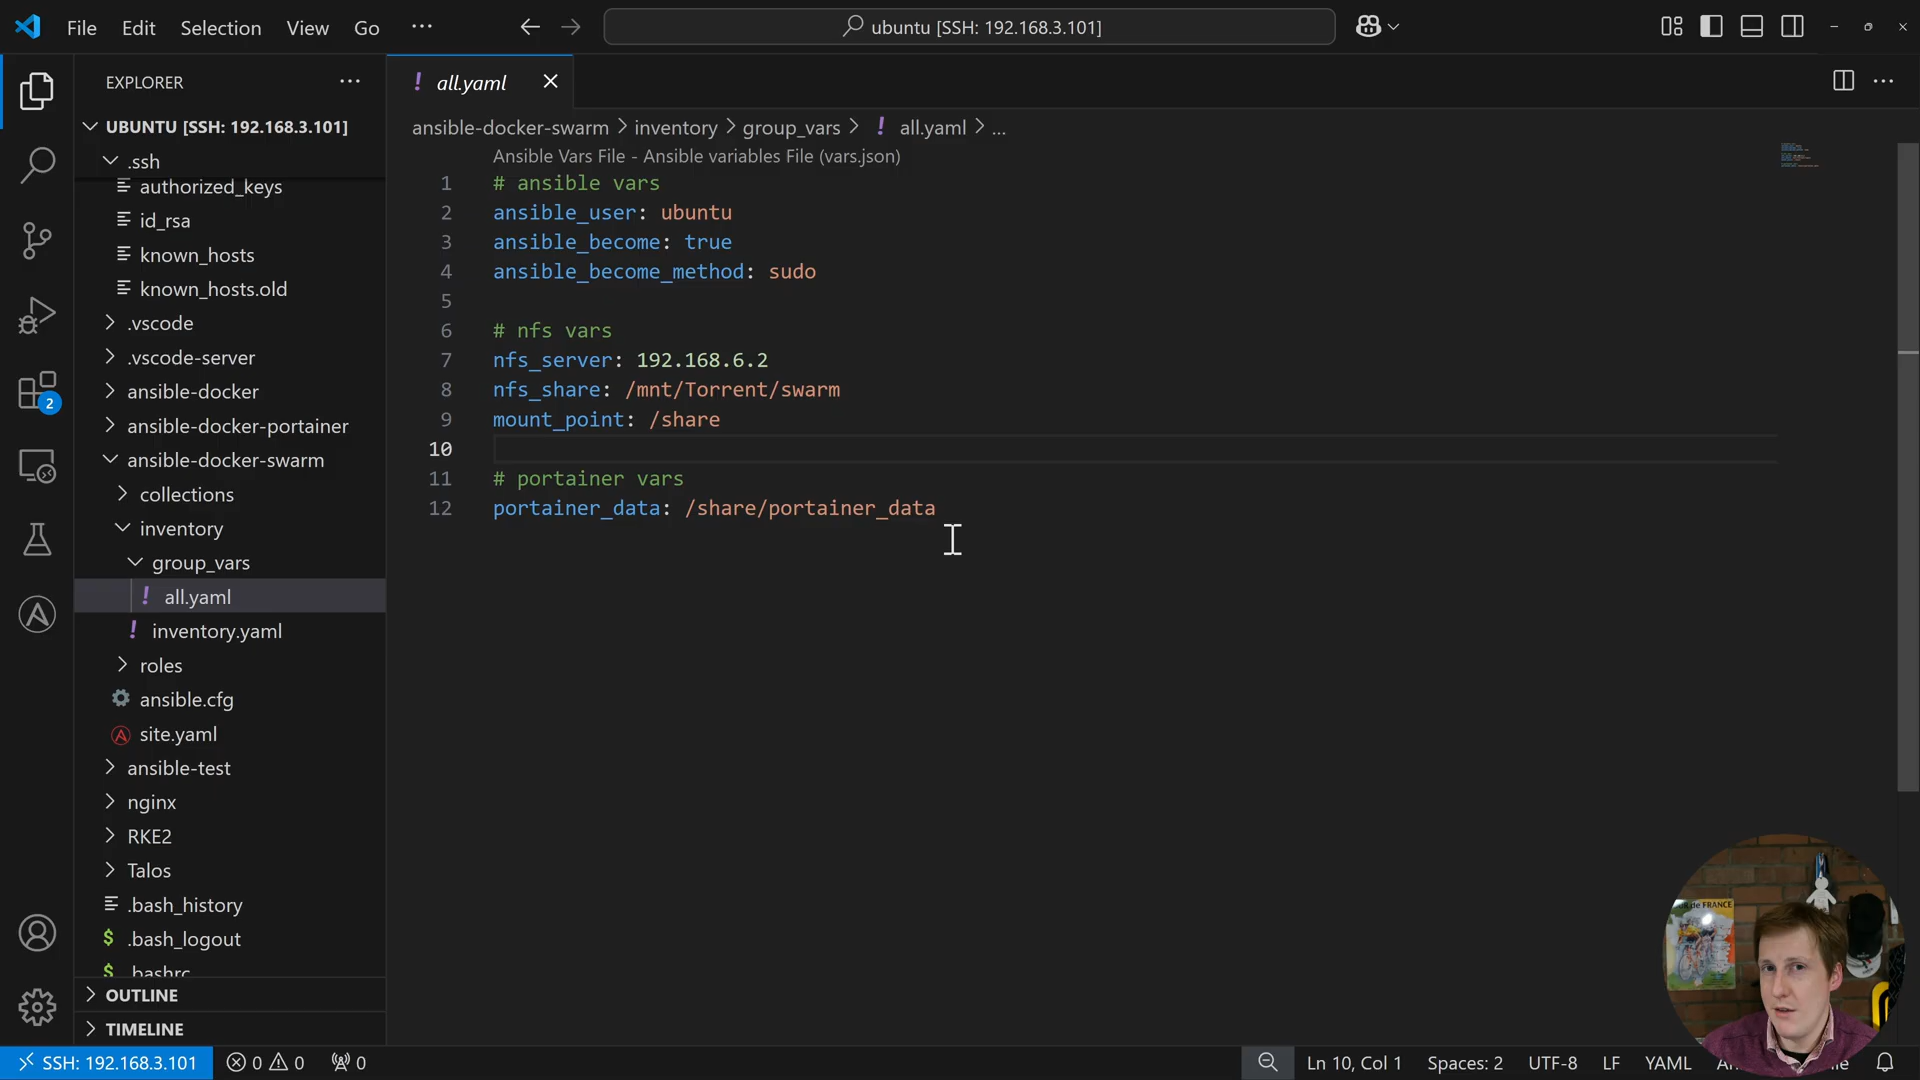 File Edit Selection View Go ···
ubuntu [SSH: 192.168.3.101]
EXPLORER ···
UBUNTU [SSH: 192.168.3.101]
.ssh
authorized_keys
id_rsa
known_hosts
known_hosts.old
.vscode
.vscode-server
ansible-docker
ansible-docker-portainer
ansible-docker-swarm
collections
inventory
group_vars
! all.yaml
! inventory.yaml
roles
ansible.cfg
site.yaml
ansible-test
nginx
RKE2
Talos
.bash_history
$ .bash_logout
$ .bashrc
OUTLINE
TIMELINE
2
! all.yaml
ansible-docker-swarm > inventory > group_vars > ! all.yaml > ...
Ansible Vars File - Ansible variables File (vars.json)
1 # ansible vars
2 ansible_user: ubuntu
3 ansible_become: true
4 ansible_become_method: sudo
5
6 # nfs vars
7 nfs_server: 192.168.6.2
8 nfs_share: /mnt/Torrent/swarm
9 mount_point: /share
10
11 # portainer vars
12 portainer_data: /share/portainer_data
de FRANCE
SSH: 192.168.3.101 0 0 0 Ln 10, Col 1 Spaces: 2 UTF-8 LF YAML